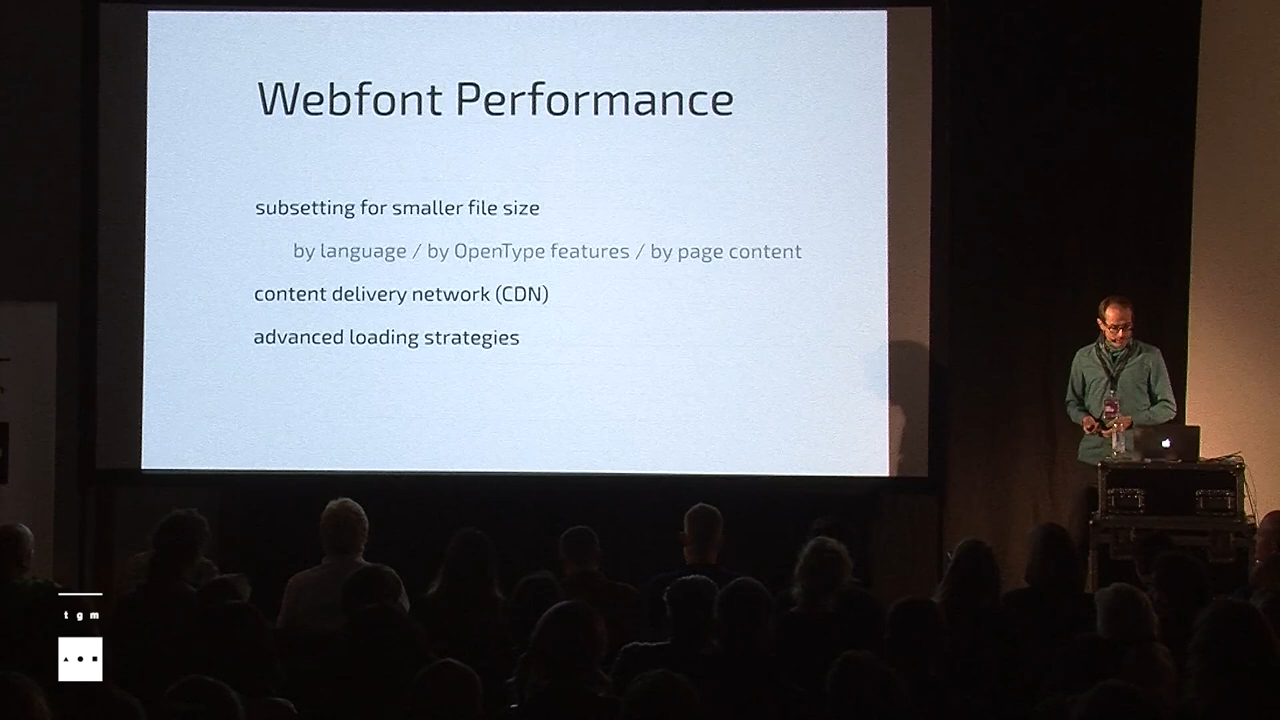 Webfont Performance
subsetting for smaller file size
by language / by OpenType features / by page content
content delivery network (CDN)
advanced loading strategies
t g m